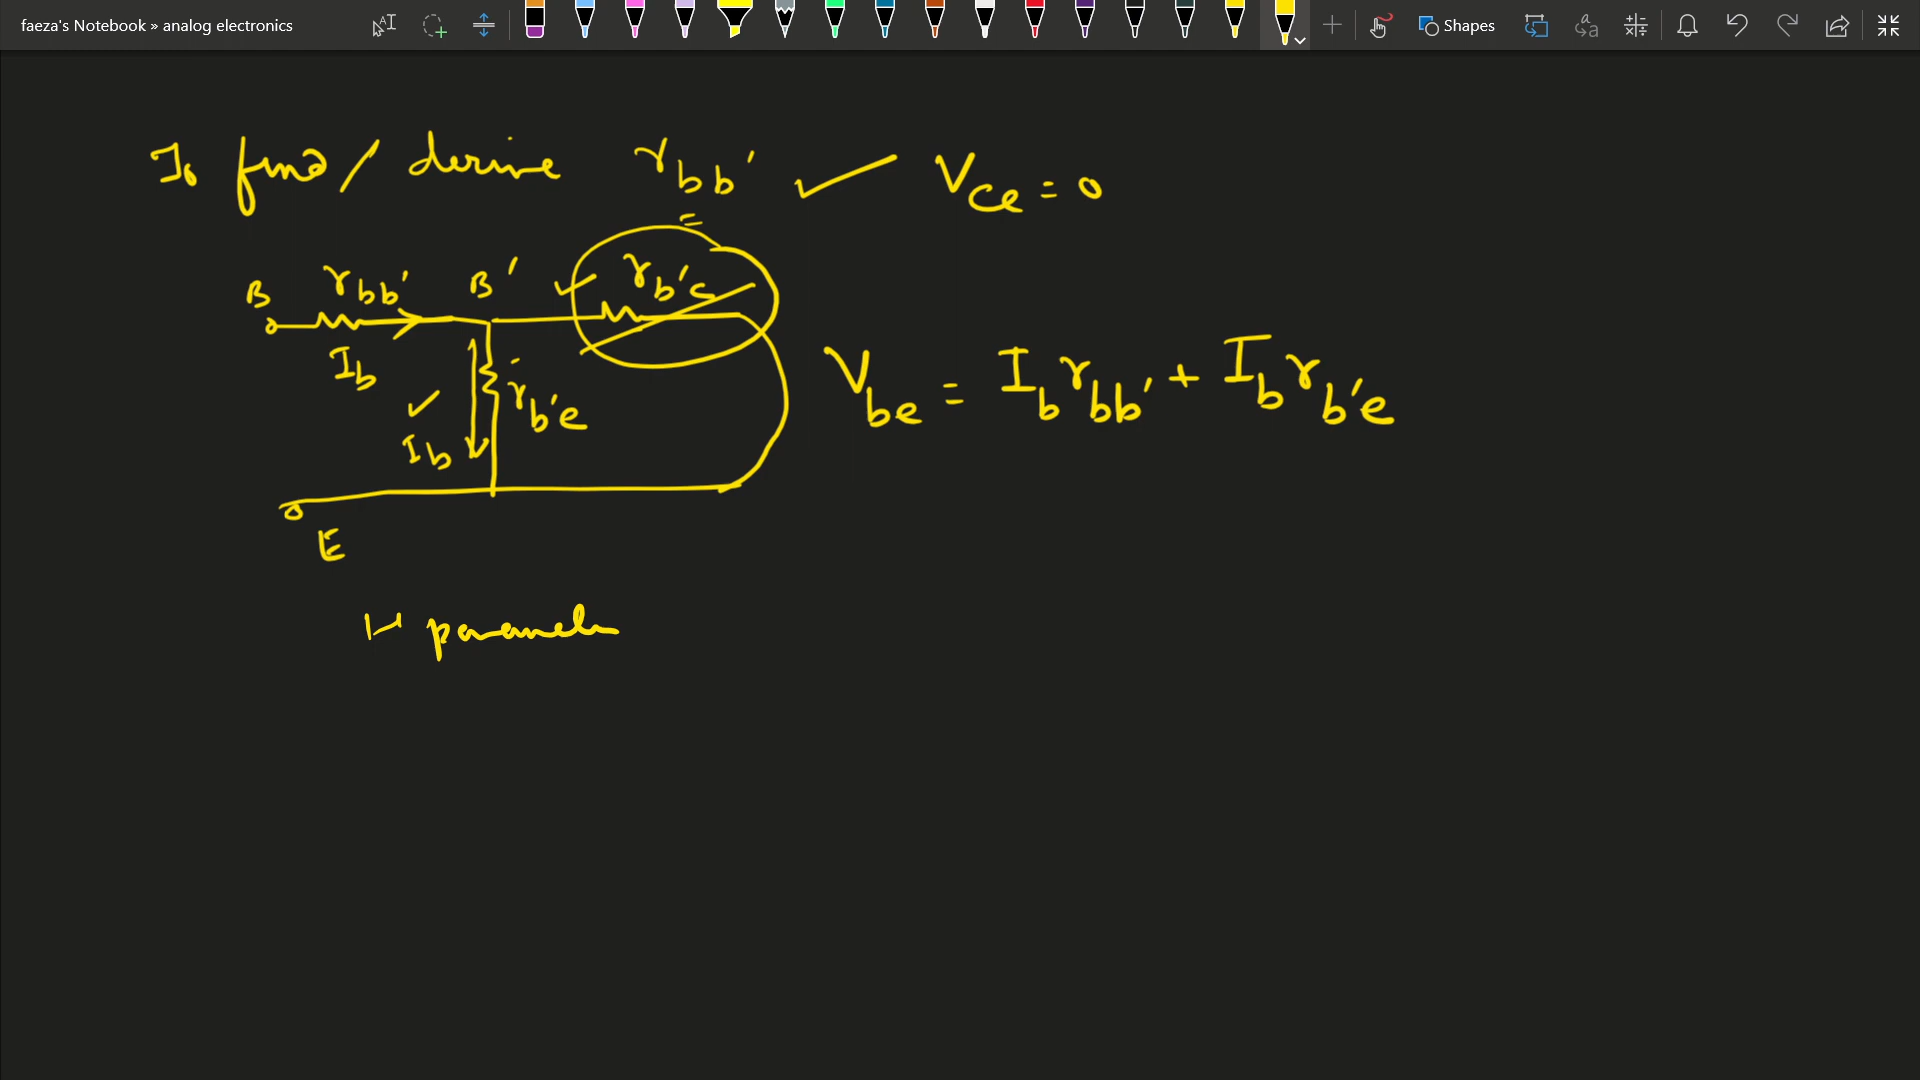 faeza's Notebook » analog electronics
Shapes
To find / derive r_bb' ✓ V_ce = 0
B r_bb' B' ✓ r_b'c
I_b
✓ r_b'e
I_b
V_be = I_b r_bb' + I_b r_b'e
E
H parameter